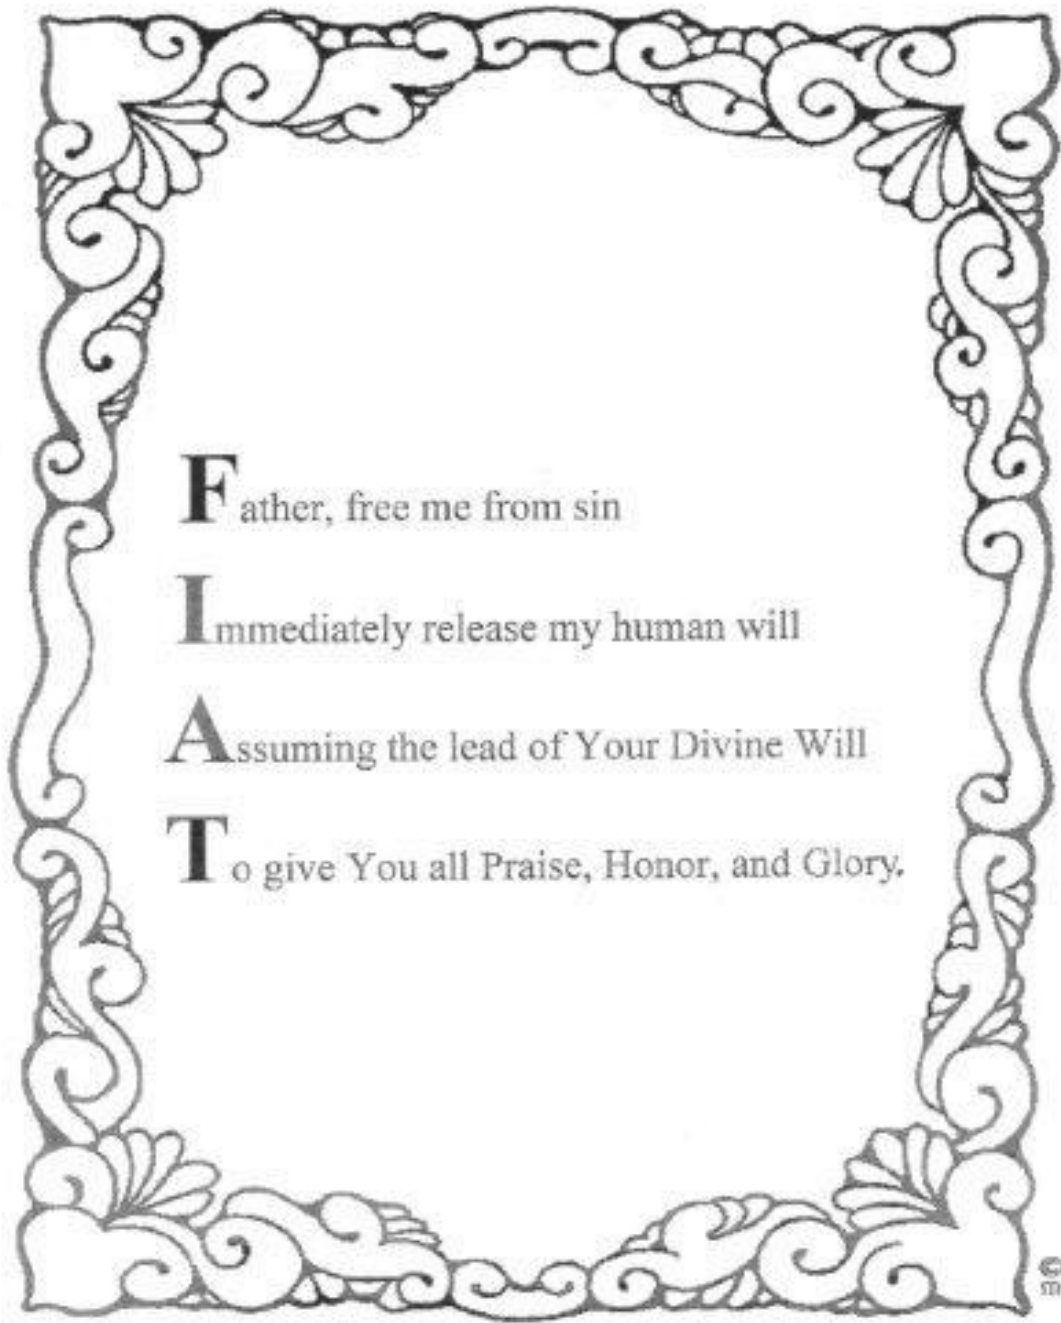 Father, free me from sin
Immediately release my human will
Assuming the lead of Your Divine Will
To give You all Praise, Honor, and Glory.
©